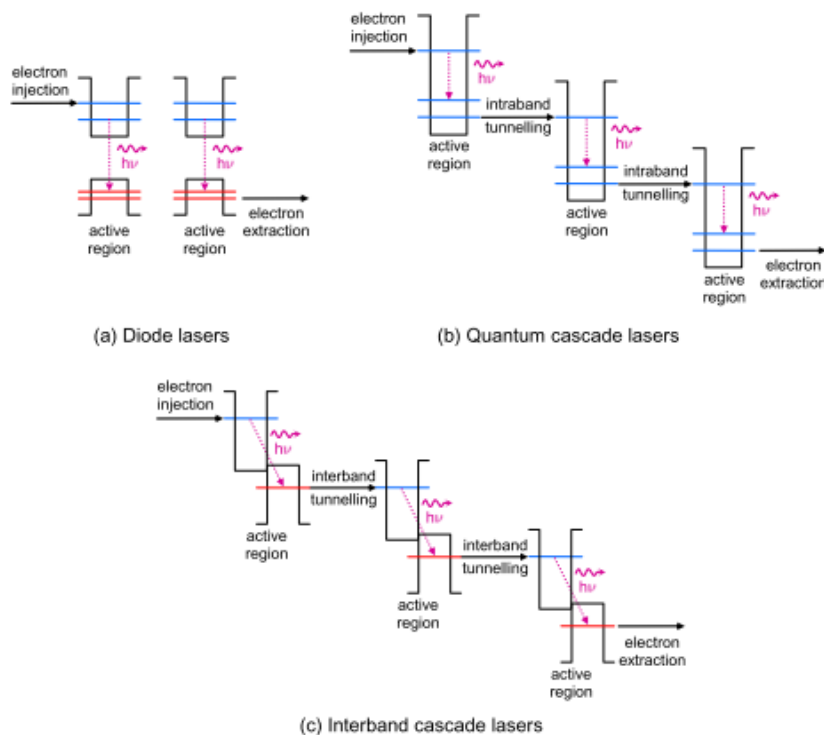 electron
injection
hν
hν
active
region
active
region
electron
extraction
(a) Diode lasers
electron
injection
hν
active
region
intraband
tunnelling
hν
active
region
intraband
tunnelling
hν
active
region
electron
extraction
(b) Quantum cascade lasers
electron
injection
hν
active
region
interband
tunnelling
hν
active
region
interband
tunnelling
hν
active
region
electron
extraction
(c) Interband cascade lasers